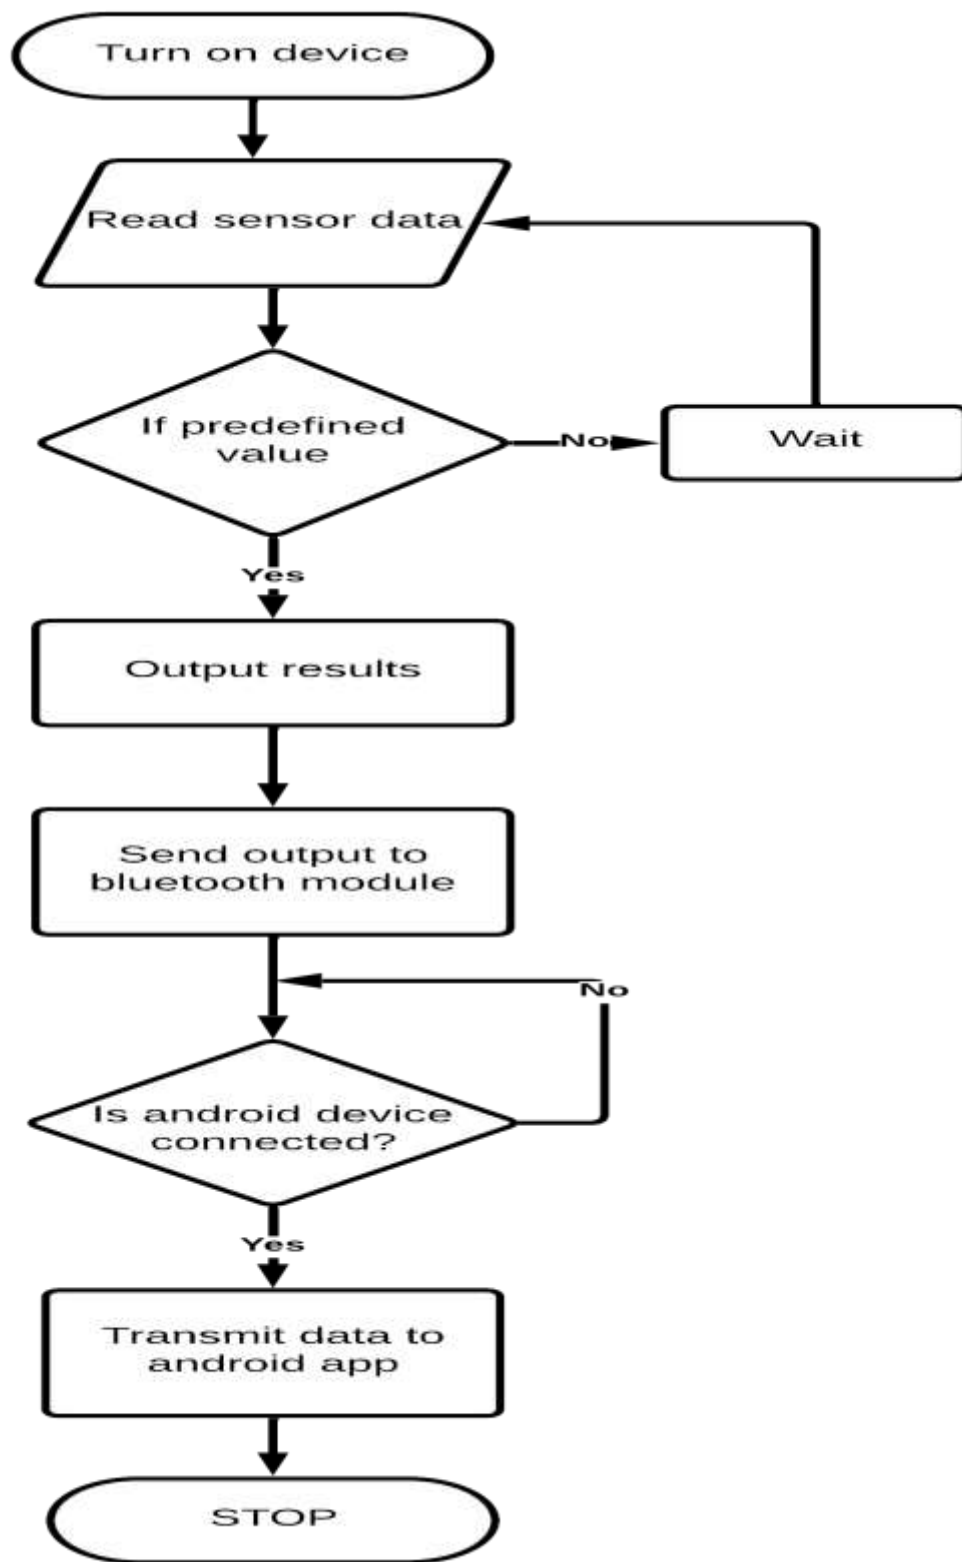 Turn on device
Read sensor data
If predefined
value
No
Wait
Yes
Output results
Send output to
bluetooth module
No
Is android device
connected?
Yes
Transmit data to
android app
STOP